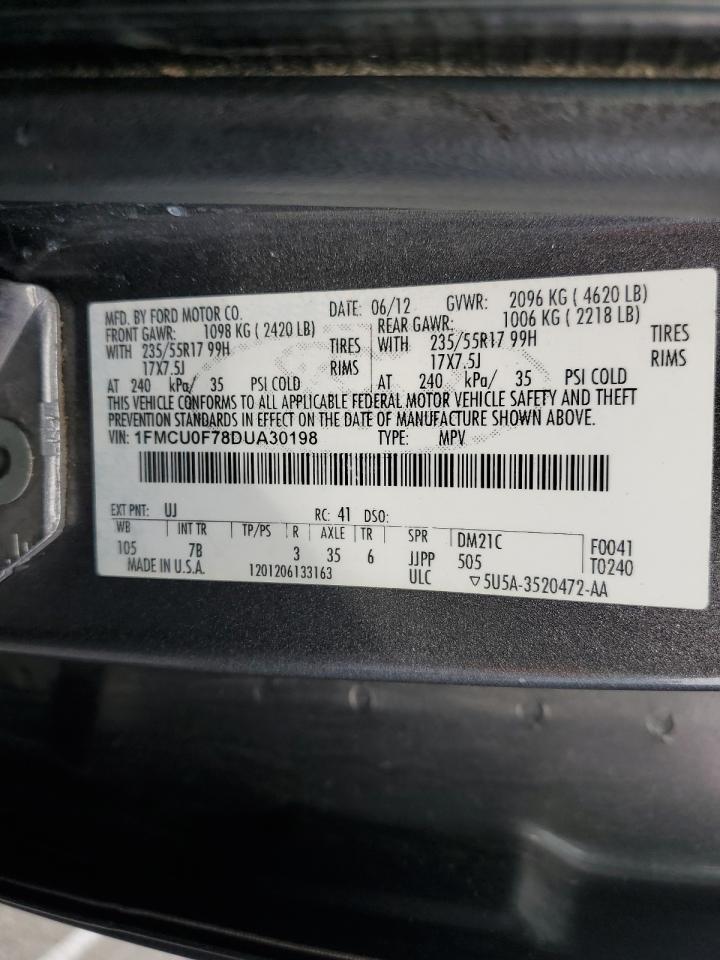 MFD. BY FORD MOTOR CO. DATE: 06/12 GVWR: 2096 KG ( 4620 LB)
FRONT GAWR: 1098 KG ( 2420 LB) REAR GAWR: 1006 KG ( 2218 LB)
WITH 235/55R17 99H TIRES WITH 235/55R17 99H TIRES
17X7.5J RIMS 17X7.5J RIMS
AT 240 kPa/ 35 PSI COLD AT 240 kPa/ 35 PSI COLD
THIS VEHICLE CONFORMS TO ALL APPLICABLE FEDERAL MOTOR VEHICLE SAFETY AND THEFT
PREVENTION STANDARDS IN EFFECT ON THE DATE OF MANUFACTURE SHOWN ABOVE.
VIN: 1FMCU0F78DUA30198 TYPE: MPV
EXT PNT: UJ RC: 41 DSO:
WB INT TR TP/PS R AXLE TR SPR DM21C F0041
105 7B 3 35 6 JJPP 505 T0240
MADE IN U.S.A. 1201206133163 ULC ▽5U5A-3520472-AA